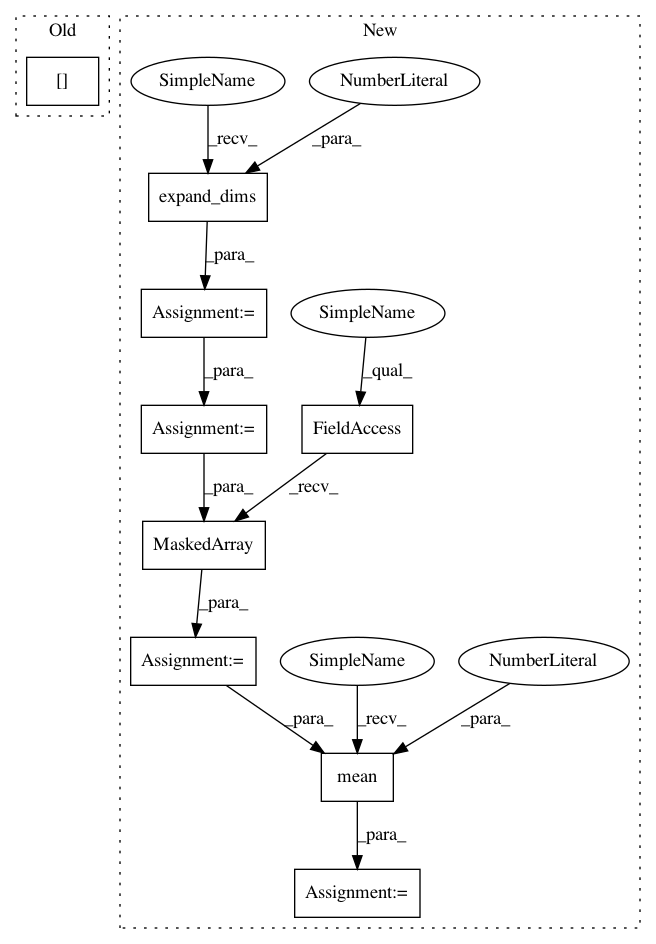 Old
New
[]
SimpleName
NumberLiteral
_recv_
_para_
expand_dims
_para_
Assignment:=
SimpleName
_para_
_qual_
Assignment:=
FieldAccess
_para_
_recv_
MaskedArray
_para_
Assignment:=
SimpleName
NumberLiteral
_para_
_recv_
_para_
mean
_para_
Assignment:=